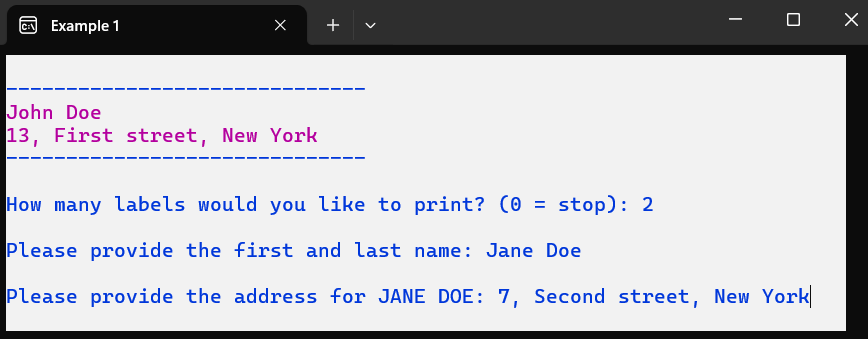 Example 1
------------------------------
John Doe
13, First street, New York
------------------------------
How many labels would you like to print? (0 = stop): 2
Please provide the first and last name: Jane Doe
Please provide the address for JANE DOE: 7, Second street, New York